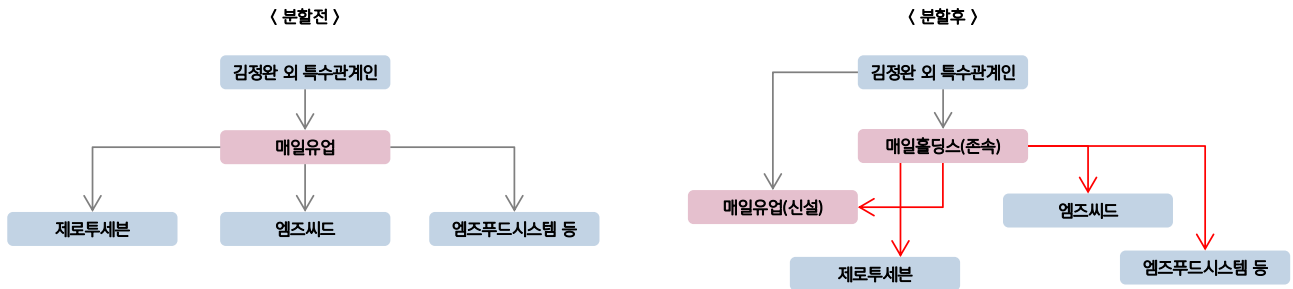 < 분할전 >
김정완 외 특수관계인
매일유업
제로투세븐
엠즈씨드
엠즈푸드시스템 등
< 분할후 >
김정완 외 특수관계인
매일홀딩스(존속)
매일유업(신설)
엠즈씨드
제로투세븐
엠즈푸드시스템 등